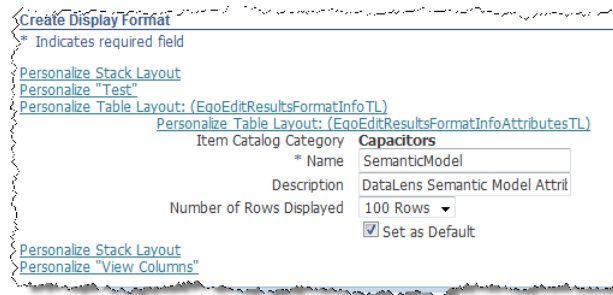 Create Display Format
* Indicates required field
Personalize Stack Layout
Personalize "Test"
Personalize Table Layout: (EgoEditResultsFormatInfoTL)
Personalize Table Layout: (EgoEditResultsFormatInfoAttributesTL)
Item Catalog Category Capacitors
* Name SemanticModel
Description DataLens Semantic Model Attrib
Number of Rows Displayed 100 Rows
Set as Default
Personalize Stack Layout
Personalize "View Columns"